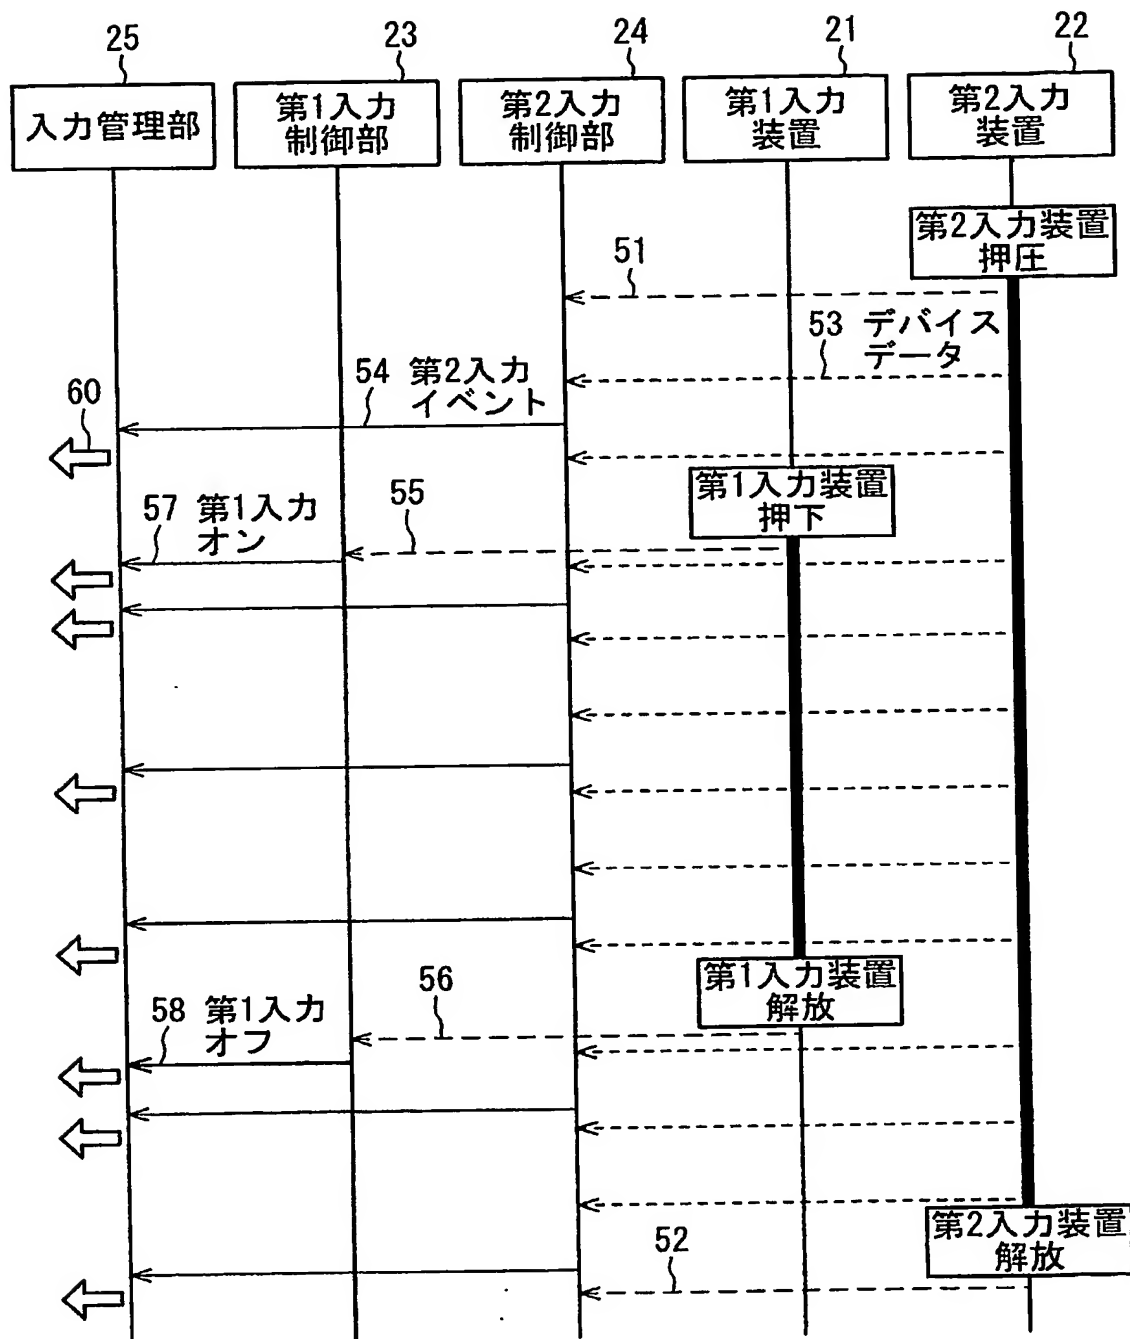 25
23
24
21
22
入力管理部
第1入力
制御部
第2入力
制御部
第1入力
装置
第2入力
装置
第2入力装置
押圧
51
53 デバイス
データ
54 第2入力
イベント
60
第1入力装置
押下
57 第1入力
オン
55
第1入力装置
解放
56
58 第1入力
オフ
第2入力装置
解放
52